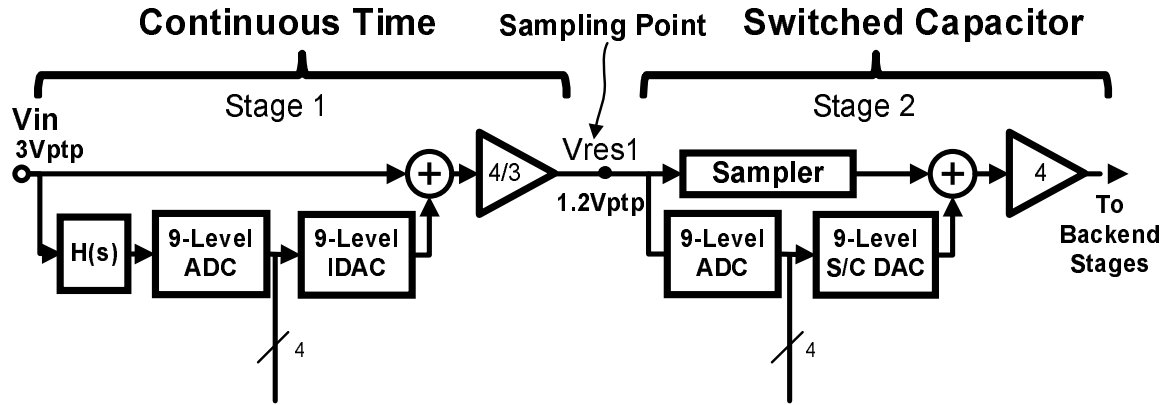 Continuous Time
Sampling Point
Switched Capacitor
Stage 1
Stage 2
Vin
3Vptp
+
4/3
Vres1
1.2Vptp
Sampler
+
4
H(s)
9-Level
ADC
9-Level
IDAC
9-Level
ADC
9-Level
S/C DAC
To
Backend
Stages
4
4